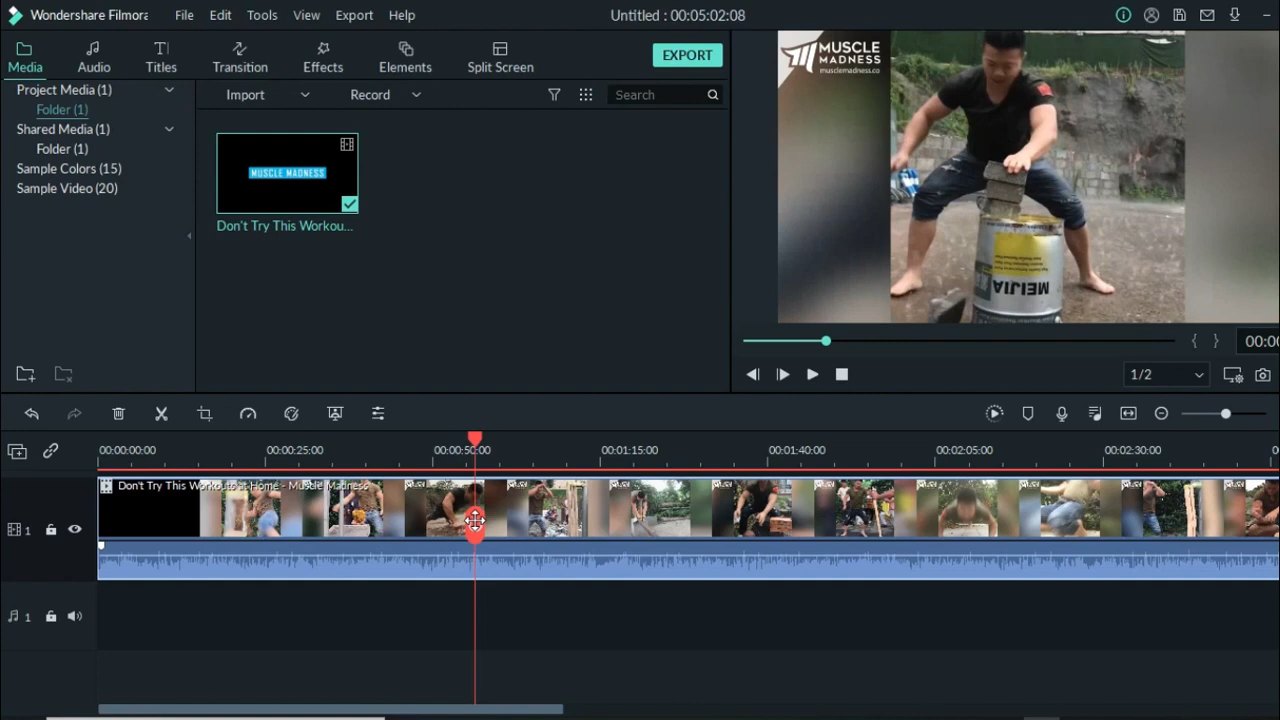 Wondershare Filmora
File Edit Tools View Export Help
Untitled : 00:05:02:08
Media Audio Titles Transition Effects Elements Split Screen
EXPORT
Project Media (1)
Folder (1)
Shared Media (1)
Folder (1)
Sample Colors (15)
Sample Video (20)
Import Record Search
MUSCLE MADNESS
Don't Try This Workou...
MUSCLE
MADNESS
musclemadness.co
MEIJIA
00:00
1/2
00:00:00:00 00:00:25:00 00:00:50:00 00:01:15:00 00:01:40:00 00:02:05:00 00:02:30:00 0
Don't Try This Workouts at Home - Muscle Madness
1
1